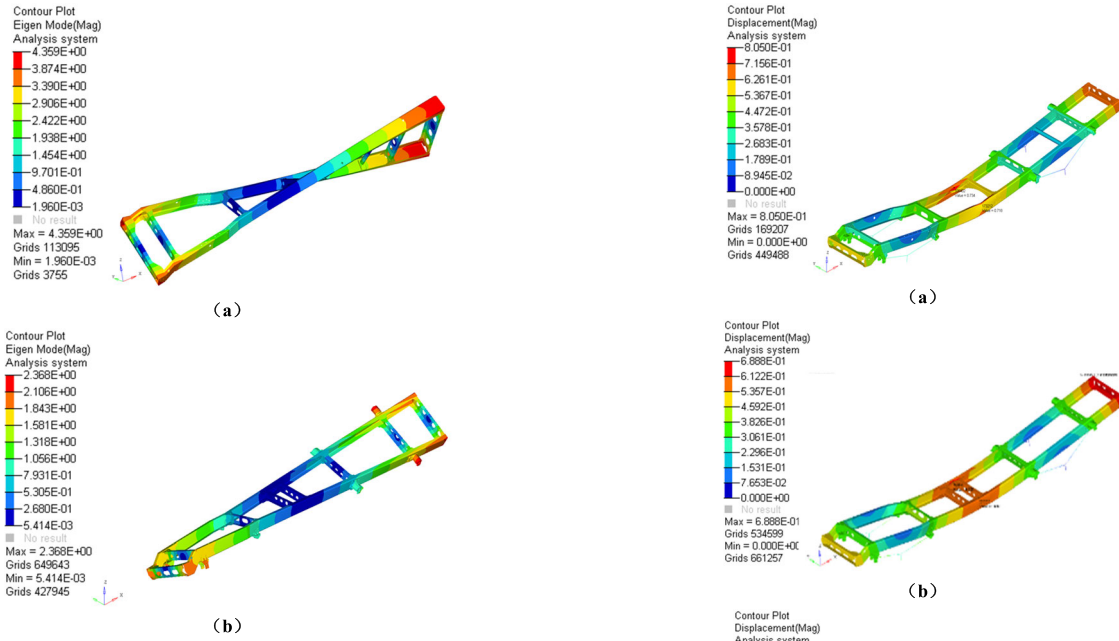 Contour Plot
Eigen Mode(Mag)
Analysis system
4.359E+00
3.874E+00
3.390E+00
2.906E+00
2.422E+00
1.938E+00
1.454E+00
9.701E-01
4.860E-01
1.960E-03
No result
Max = 4.359E+00
Grids 113095
Min = 1.960E-03
Grids 3755
(a)
Contour Plot
Eigen Mode(Mag)
Analysis system
2.368E+00
2.106E+00
1.843E+00
1.581E+00
1.318E+00
1.056E+00
7.931E-01
5.305E-01
2.680E-01
5.414E-03
No result
Max = 2.368E+00
Grids 649643
Min = 5.414E-03
Grids 427945
(b)
Contour Plot
Displacement(Mag)
Analysis system
8.050E-01
7.156E-01
6.261E-01
5.367E-01
4.472E-01
3.578E-01
2.683E-01
1.789E-01
8.945E-02
0.000E+00
No result
Max = 8.050E-01
Grids 169207
Min = 0.000E+00
Grids 449488
(a)
Contour Plot
Displacement(Mag)
Analysis system
6.888E-01
6.122E-01
5.357E-01
4.592E-01
3.826E-01
3.061E-01
2.296E-01
1.531E-01
7.653E-02
0.000E+00
No result
Max = 6.888E-01
Grids 534599
Min = 0.000E+00
Grids 661257
(b)
Contour Plot
Displacement(Mag)
Analysis system